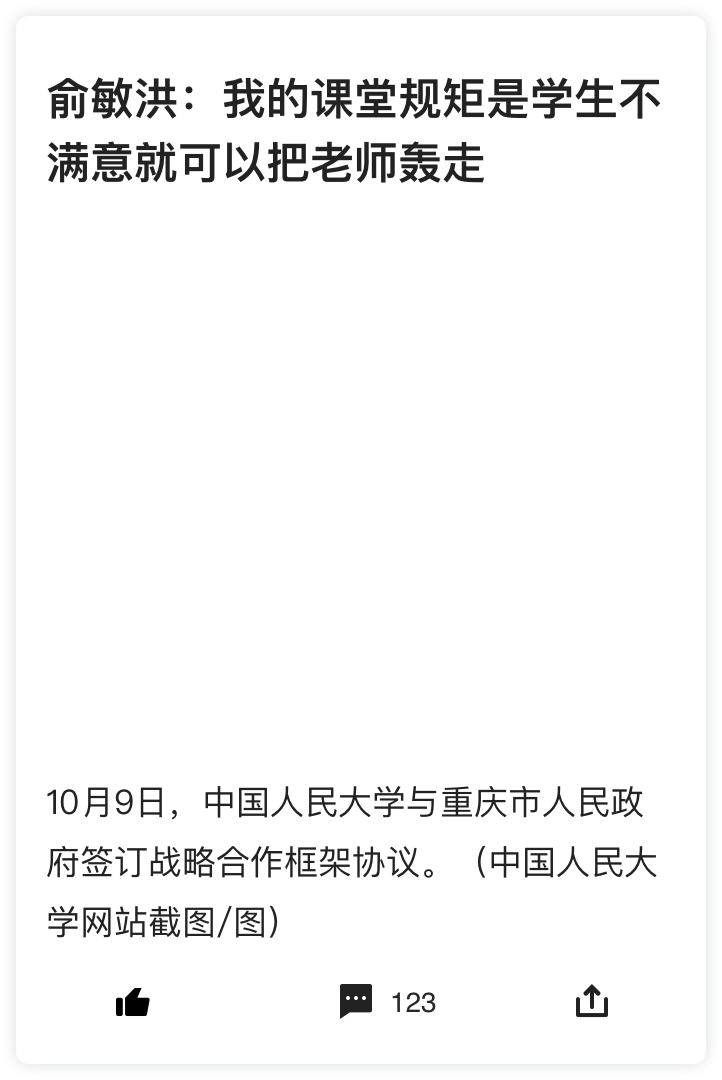 俞敏洪：我的课堂规矩是学生不
满意就可以把老师轰走
10月9日，中国人民大学与重庆市人民政
府签订战略合作框架协议。（中国人民大
学网站截图/图）
123